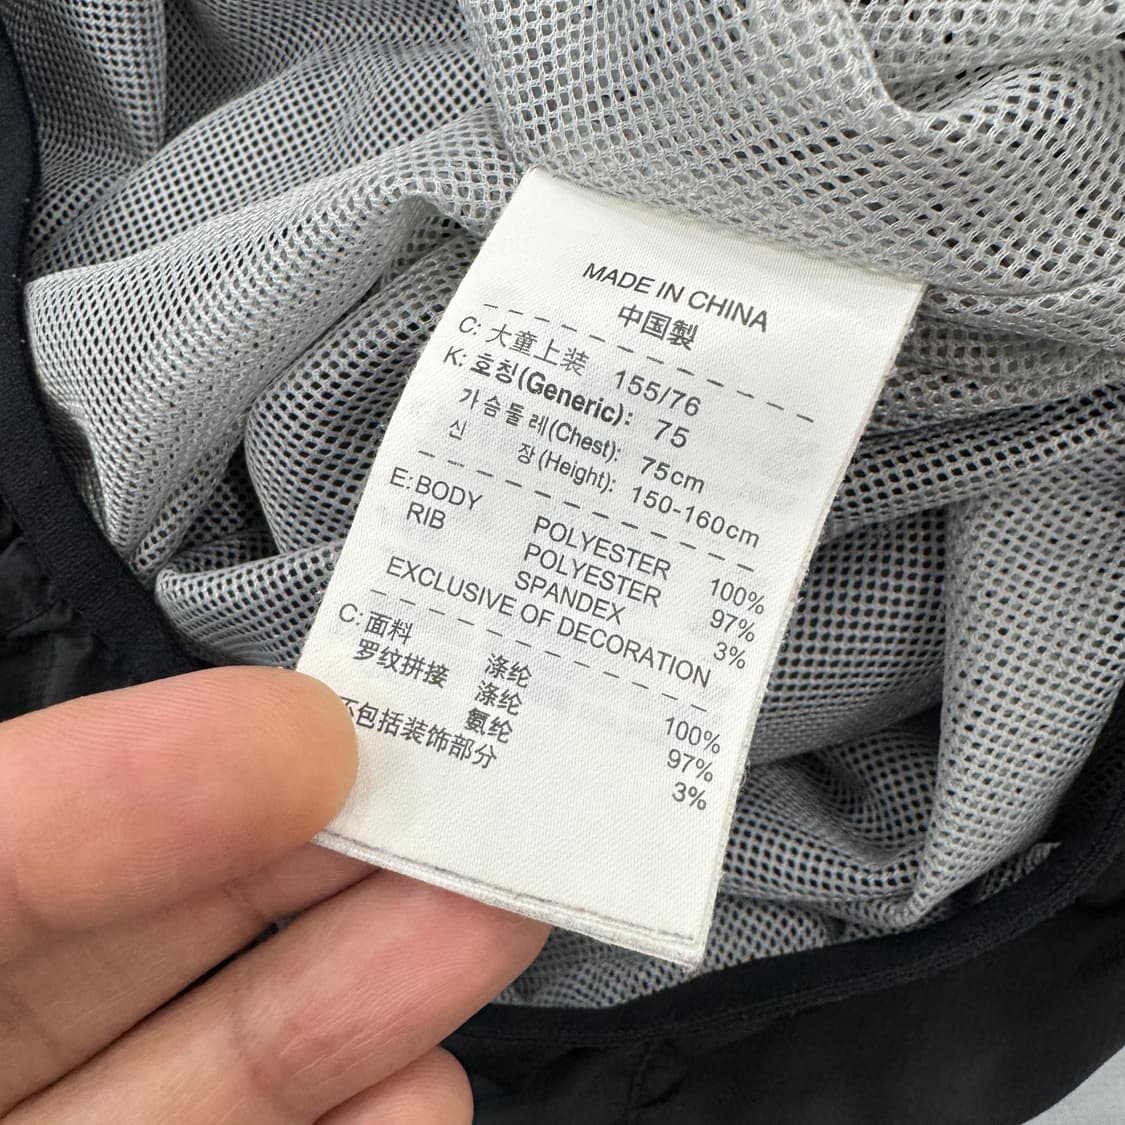 MADE IN CHINA
中国製
C: 大童上装 155/76
K: 호칭(Generic): 75
가슴둘레(Chest): 75cm
신 장(Height): 150-160cm
E: BODY POLYESTER 100%
RIB POLYESTER 97%
SPANDEX 3%
EXCLUSIVE OF DECORATION
C: 面料 涤纶 100%
罗纹拼接 涤纶 97%
氨纶 3%
不包括装饰部分